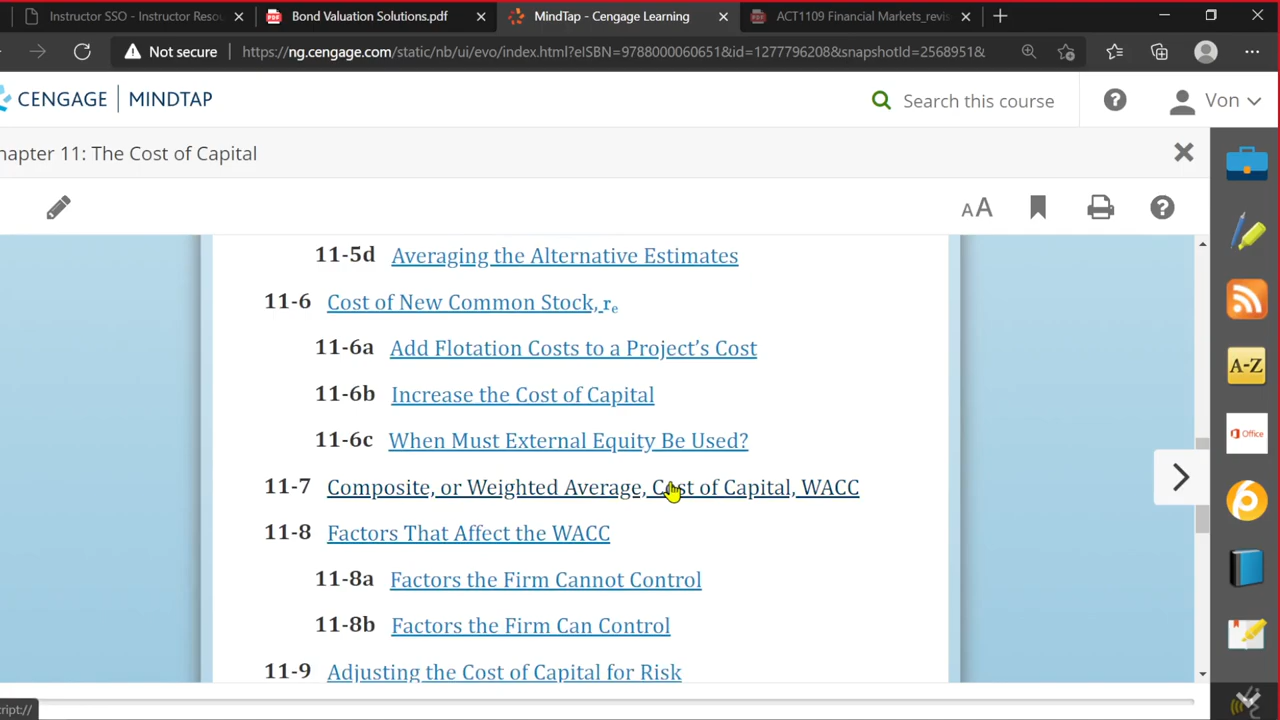 Instructor SSO - Instructor Resou
Bond Valuation Solutions.pdf
MindTap - Cengage Learning
ACT1109 Financial Markets_revis
Not secure
https://ng.cengage.com/static/nb/ui/evo/index.html?eISBN=9788000060651&id=1277796208&snapshotId=2568951&
CENGAGE MINDTAP
Search this course
Von
hapter 11: The Cost of Capital
AA
11-5d Averaging the Alternative Estimates
11-6 Cost of New Common Stock, re
11-6a Add Flotation Costs to a Project’s Cost
11-6b Increase the Cost of Capital
11-6c When Must External Equity Be Used?
11-7 Composite, or Weighted Average, Cost of Capital, WACC
11-8 Factors That Affect the WACC
11-8a Factors the Firm Cannot Control
11-8b Factors the Firm Can Control
11-9 Adjusting the Cost of Capital for Risk
A-Z
Office
cript://